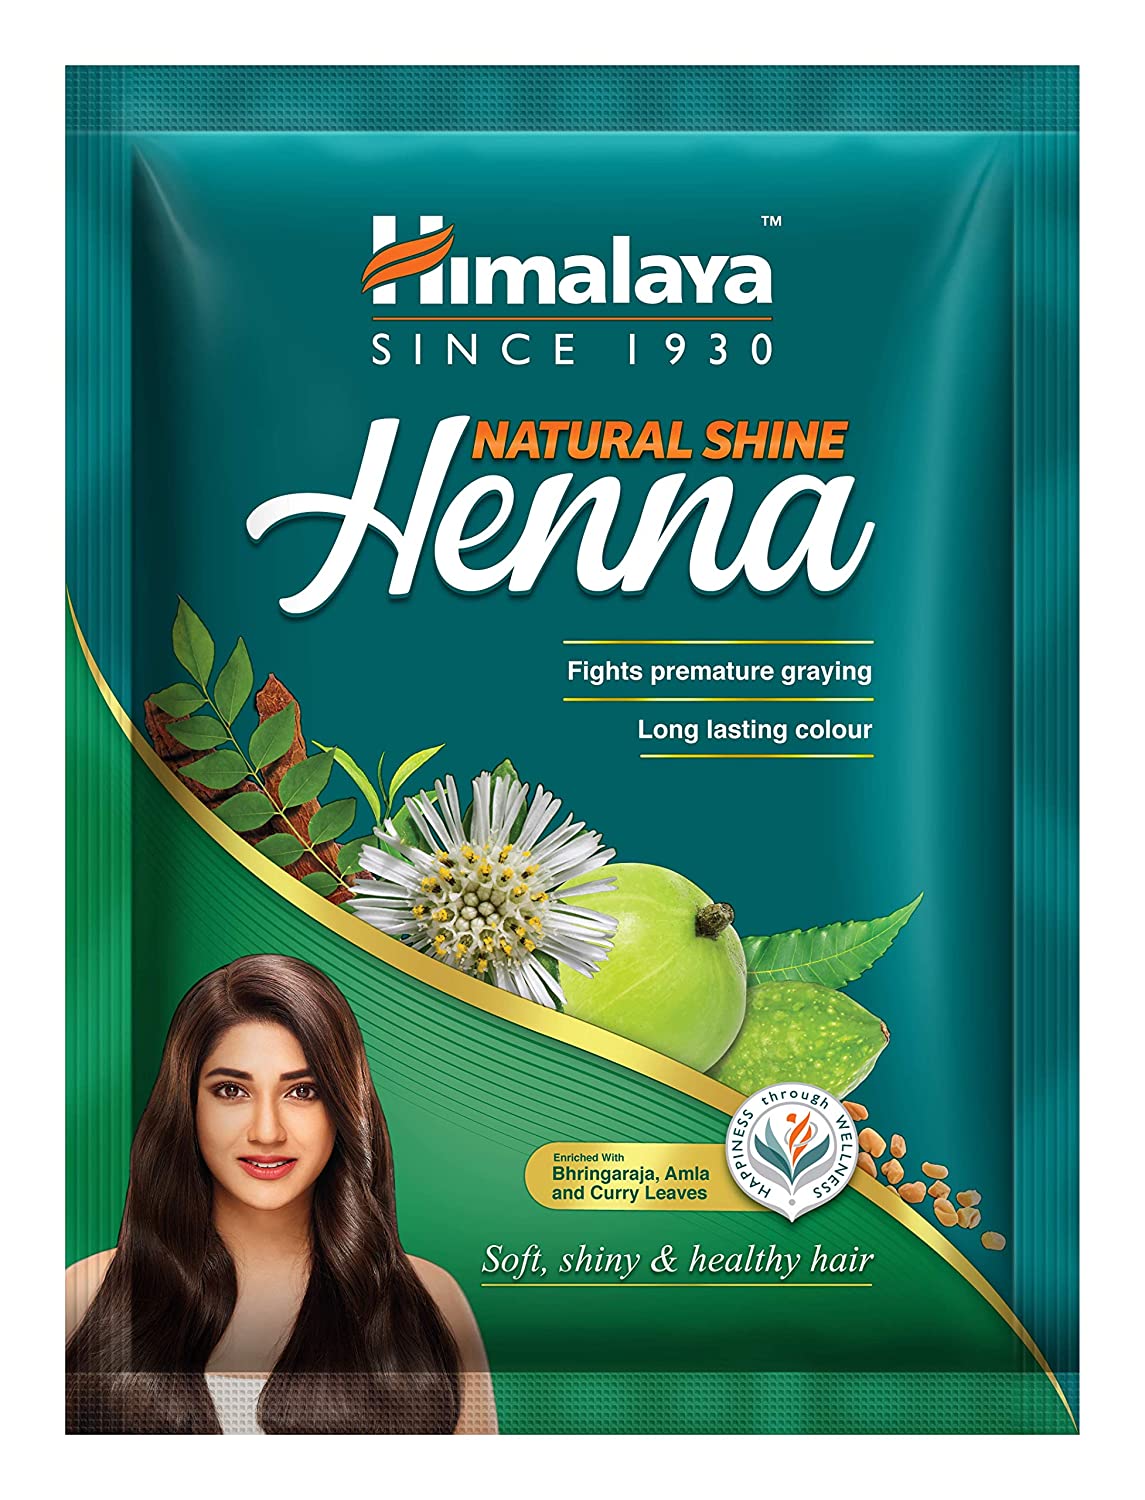 Himalaya™
SINCE 1930
NATURAL SHINE
Henna
Fights premature graying
Long lasting colour
HAPPINESS through WELLNESS
Enriched With
Bhringaraja, Amla
and Curry Leaves
Soft, shiny & healthy hair